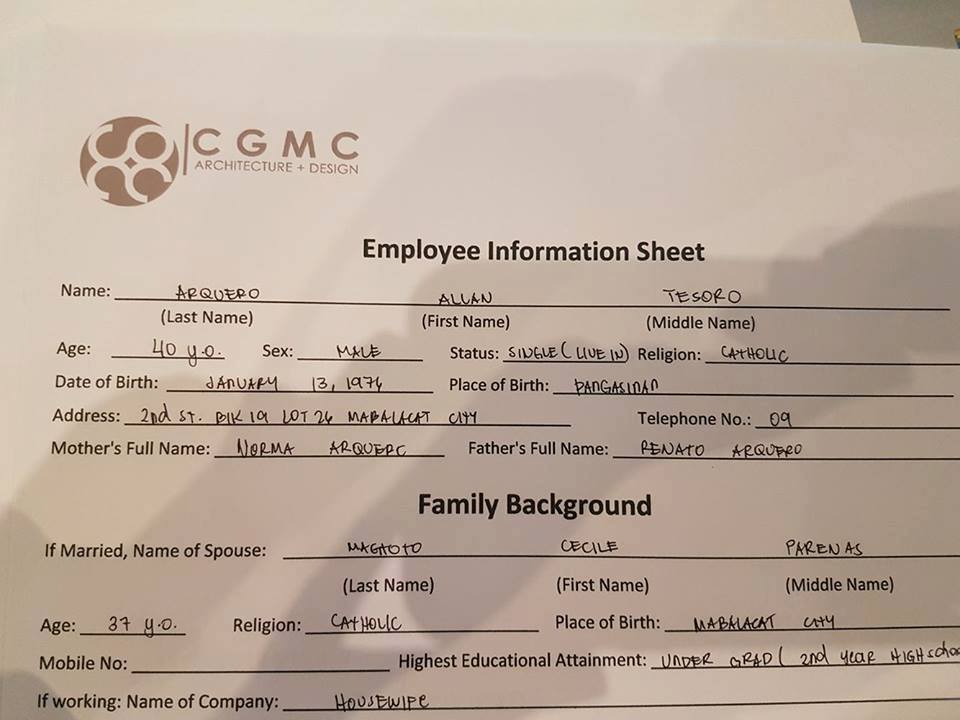 CGMC
ARCHITECTURE + DESIGN
Employee Information Sheet
Name: ARQUERO ALLAN TESORO
(Last Name) (First Name) (Middle Name)
Age: 40 y.o. Sex: MALE Status: SINGLE (LIVE IN) Religion: CATHOLIC
Date of Birth: JANUARY 13, 1976 Place of Birth: PANGASINAN
Address: 2nd ST. BLK 19 LOT 26 MABALACAT CITY Telephone No.: 09
Mother's Full Name: NORMA ARQUERO Father's Full Name: RENATO ARQUERO
Family Background
If Married, Name of Spouse: CECILE PARENAS
(Last Name) (First Name) (Middle Name)
Age: 37 y.o. Religion: CATHOLIC Place of Birth: MABALACAT CITY
Mobile No: Highest Educational Attainment: UNDER GRAD ( 2nd YEAR HIGH school
If working: Name of Company: HOUSEWIFE